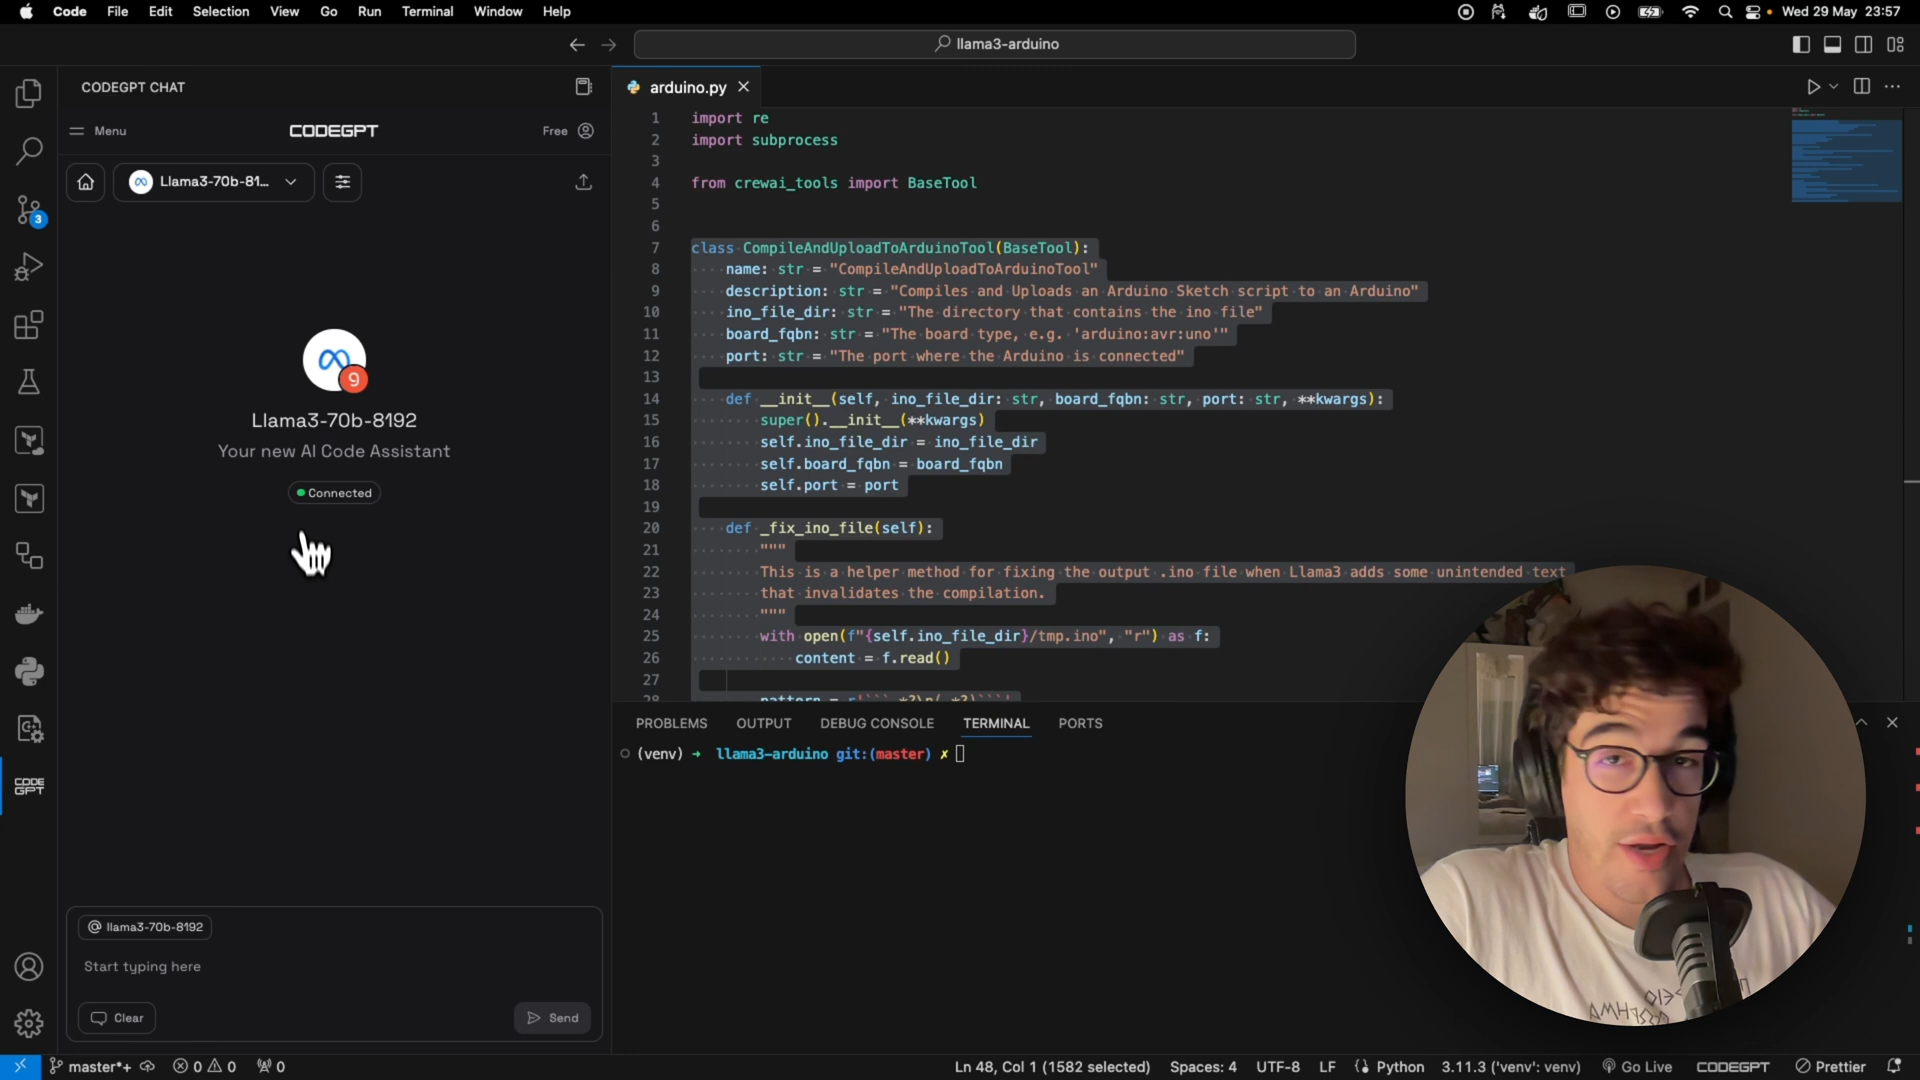 Code File Edit Selection View Go Run Terminal Window Help
Wed 29 May 23:57
llama3-arduino
CODEGPT CHAT
Menu
CODEGPT
Free
Llama3-70b-81...
9
Llama3-70b-8192
Your new AI Code Assistant
Connected
@ llama3-70b-8192
Start typing here
Clear
Send
3
CODE
GPT
arduino.py
1 import re
2 import subprocess
3
4 from crewai_tools import BaseTool
5
6
7 class CompileAndUploadToArduinoTool(BaseTool):
8 name: str = "CompileAndUploadToArduinoTool"
9 description: str = "Compiles and Uploads an Arduino Sketch script to an Arduino"
10 ino_file_dir: str = "The directory that contains the ino file"
11 board_fqbn: str = "The board type, e.g. 'arduino:avr:uno'"
12 port: str = "The port where the Arduino is connected"
13
14 def __init__(self, ino_file_dir: str, board_fqbn: str, port: str, **kwargs):
15 super().__init__(**kwargs)
16 self.ino_file_dir = ino_file_dir
17 self.board_fqbn = board_fqbn
18 self.port = port
19
20 def _fix_ino_file(self):
21 """
22 This is a helper method for fixing the output .ino file when Llama3 adds some unintended text
23 that invalidates the compilation.
24 """
25 with open(f"{self.ino_file_dir}/tmp.ino", "r") as f:
26 content = f.read()
27
28 pattern = r'```.*?\n(.*?)```'
PROBLEMS OUTPUT DEBUG CONSOLE TERMINAL PORTS
(venv) ➜ llama3-arduino git:(master) ✗
master*+ 0 0 0
Ln 48, Col 1 (1582 selected) Spaces: 4 UTF-8 LF Python 3.11.3 ('venv': venv) Go Live CODEGPT Prettier